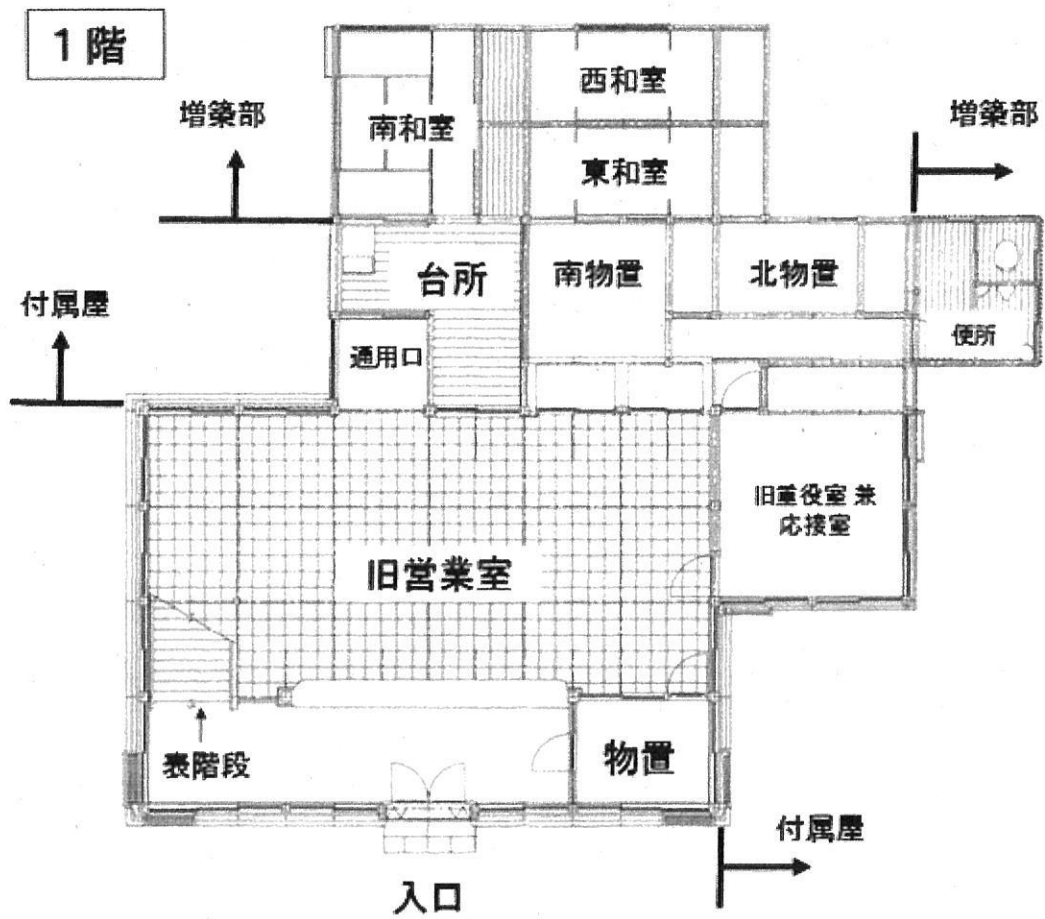 1階
増築部
西和室
南和室
増築部
東和室
台所
南物置
北物置
付属屋
通用口
便所
旧重役室 兼
応接室
旧営業室
表階段
物置
付属屋
入口